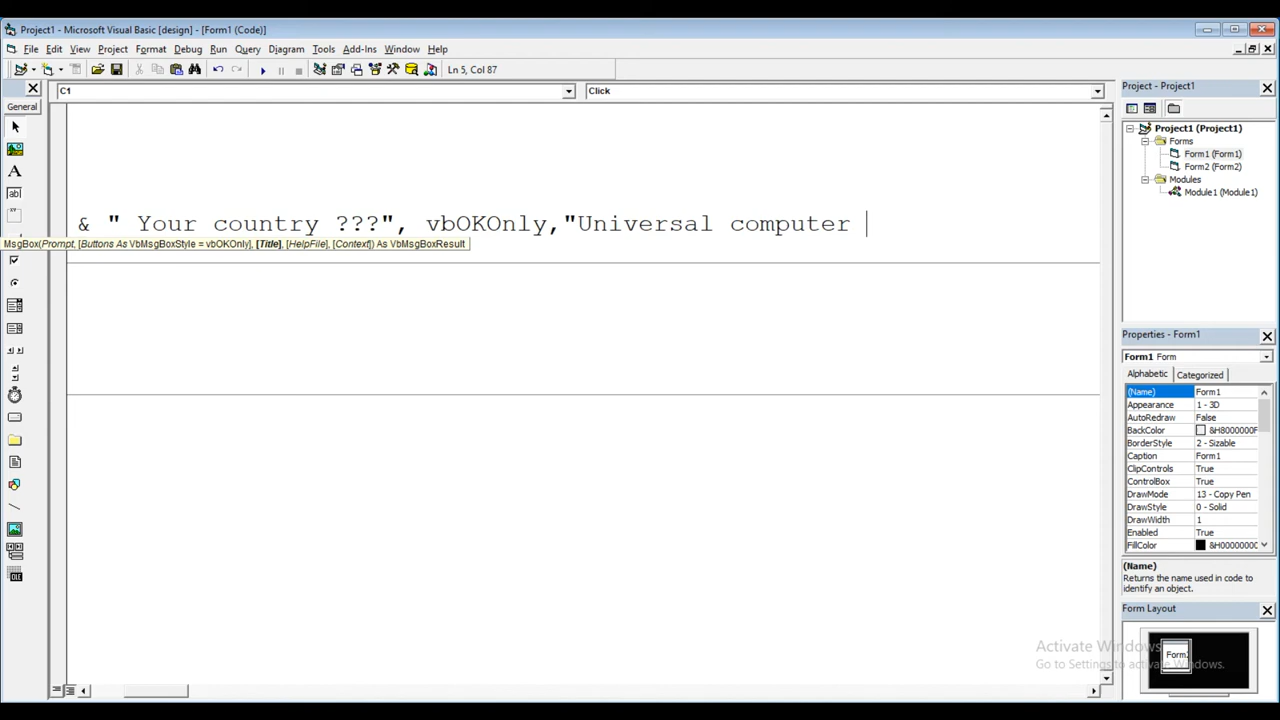 Project1 - Microsoft Visual Basic [design] - [Form1 (Code)]
File Edit View Project Format Debug Run Query Diagram Tools Add-Ins Window Help
Ln 5, Col 87
General
C1
Click
& " Your country ???", vbOKOnly,"Universal computer
MsgBox(Prompt, [Buttons As VbMsgBoxStyle = vbOKOnly], [Title], [HelpFile], [Context]) As VbMsgBoxResult
Project - Project1
Project1 (Project1)
Forms
Form1 (Form1)
Form2 (Form2)
Modules
Module1 (Module1)
Properties - Form1
Form1 Form
Alphabetic Categorized
(Name) Form1
Appearance 1 - 3D
AutoRedraw False
BackColor &H8000000F
BorderStyle 2 - Sizable
Caption Form1
ClipControls True
ControlBox True
DrawMode 13 - Copy Pen
DrawStyle 0 - Solid
DrawWidth 1
Enabled True
FillColor &H0000000C
(Name)
Returns the name used in code to
identify an object.
Form Layout
Form
Activate Windows
Go to Settings to activate Windows.